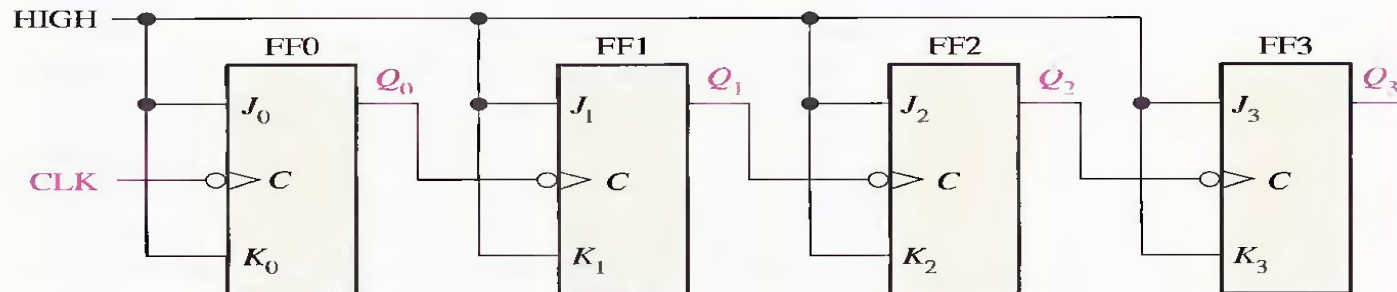 HIGH
FF0 FF1 FF2 FF3
Q0 Q1 Q2 Q3
J0 J1 J2 J3
CLK C C C C
K0 K1 K2 K3